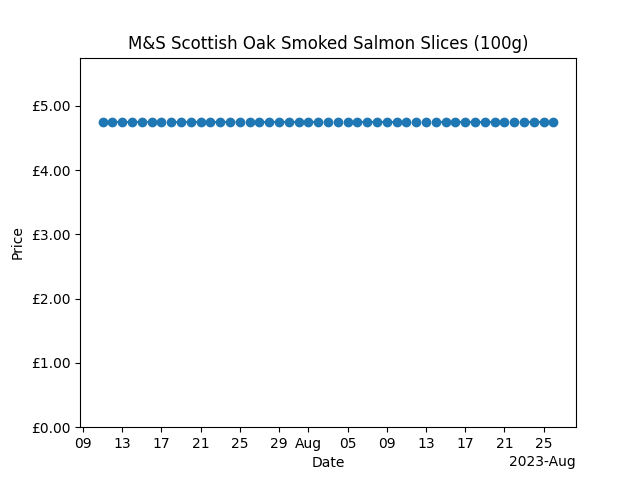 M&S Scottish Oak Smoked Salmon Slices (100g)
£5.00
£4.00
£3.00
£2.00
£1.00
£0.00
Price
09 13 17 21 25 29 Aug 05 09 13 17 21 25
Date
2023-Aug